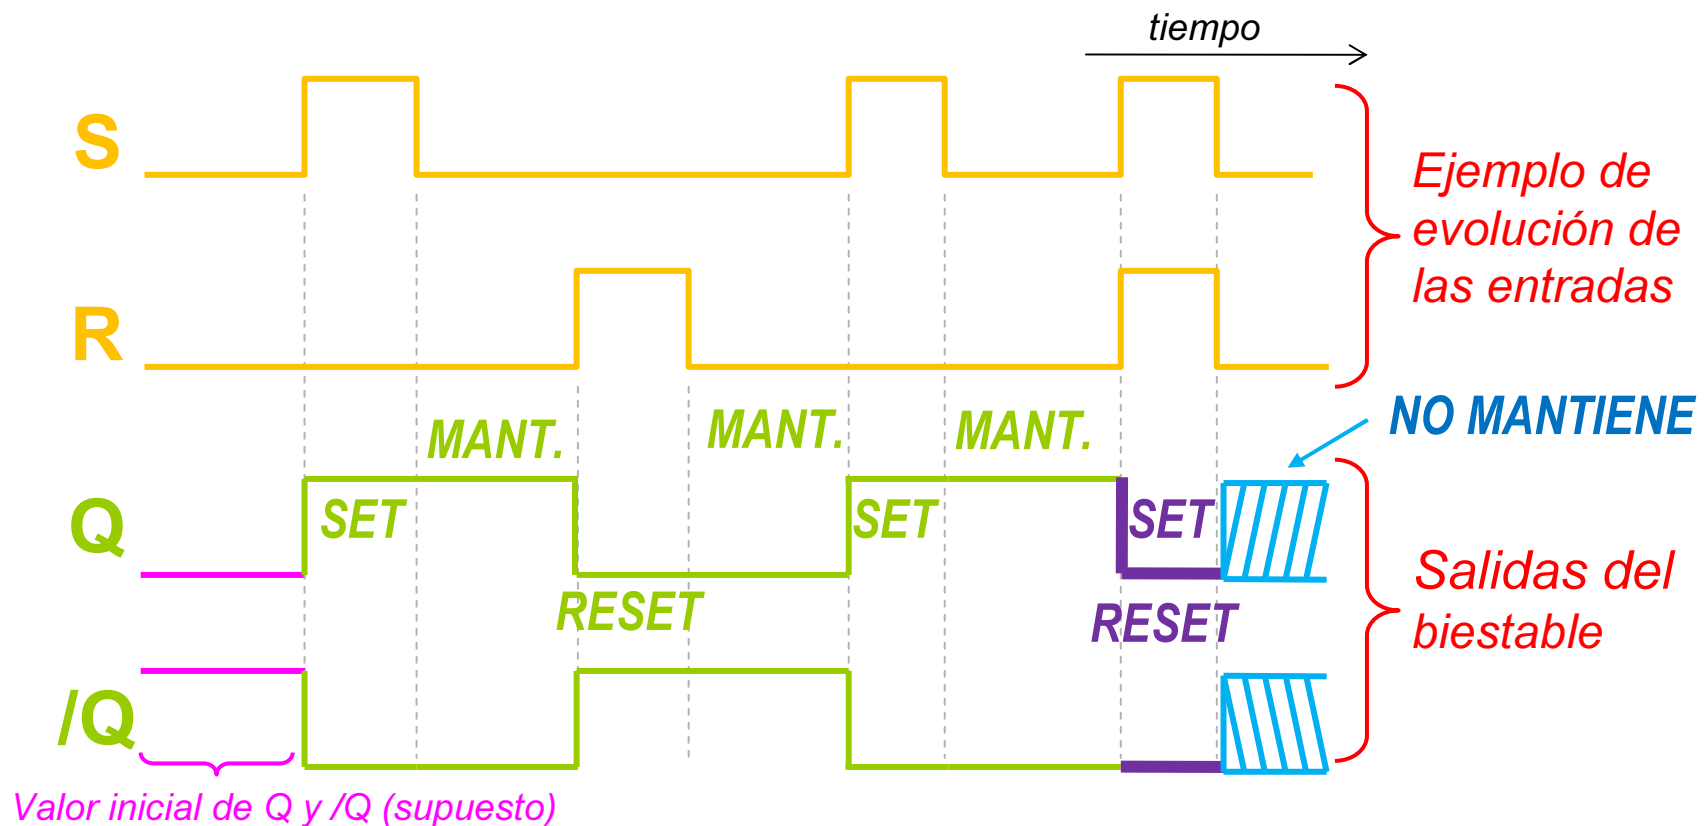 tiempo
S
Ejemplo de
evolución de
las entradas
R
MANT.
MANT.
MANT.
NO MANTIENE
Q
SET
SET
SET
RESET
RESET
Salidas del
biestable
/Q
Valor inicial de Q y /Q (supuesto)